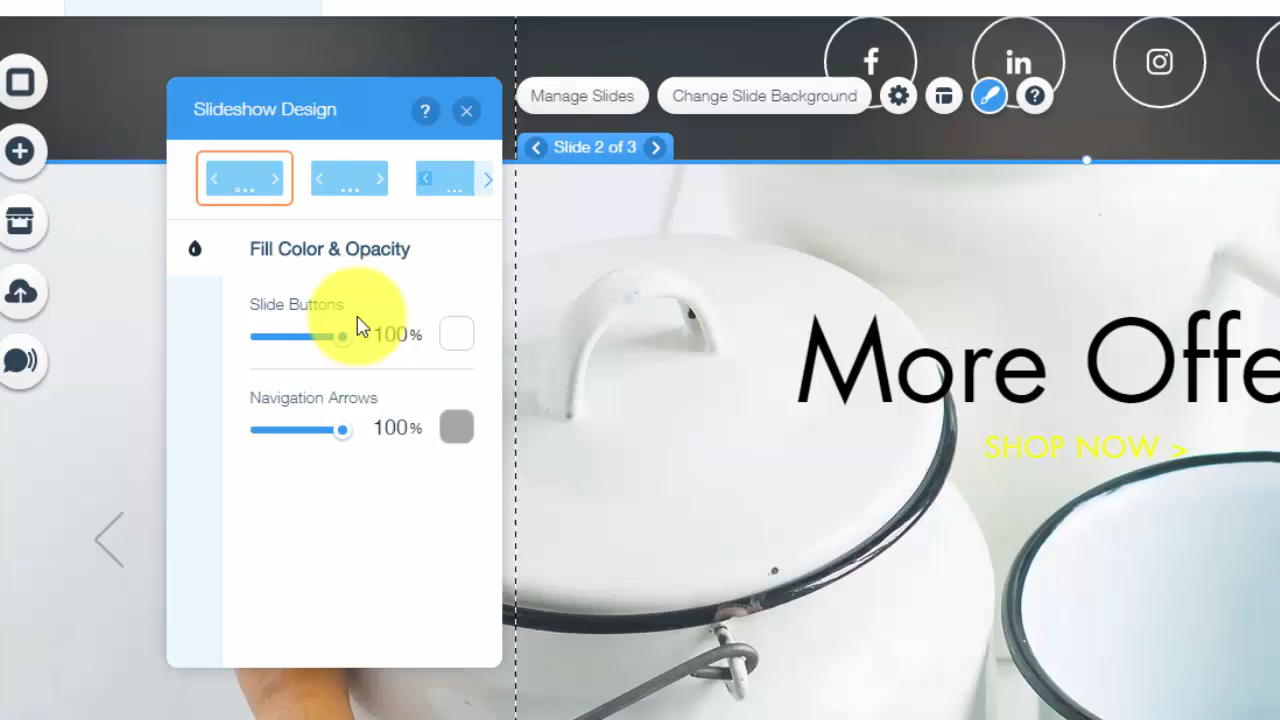 Slideshow Design
?
Manage Slides
Change Slide Background
?
Slide 2 of 3
Fill Color & Opacity
Slide Buttons
100%
Navigation Arrows
100%
More Offe
SHOP NOW >
f
in